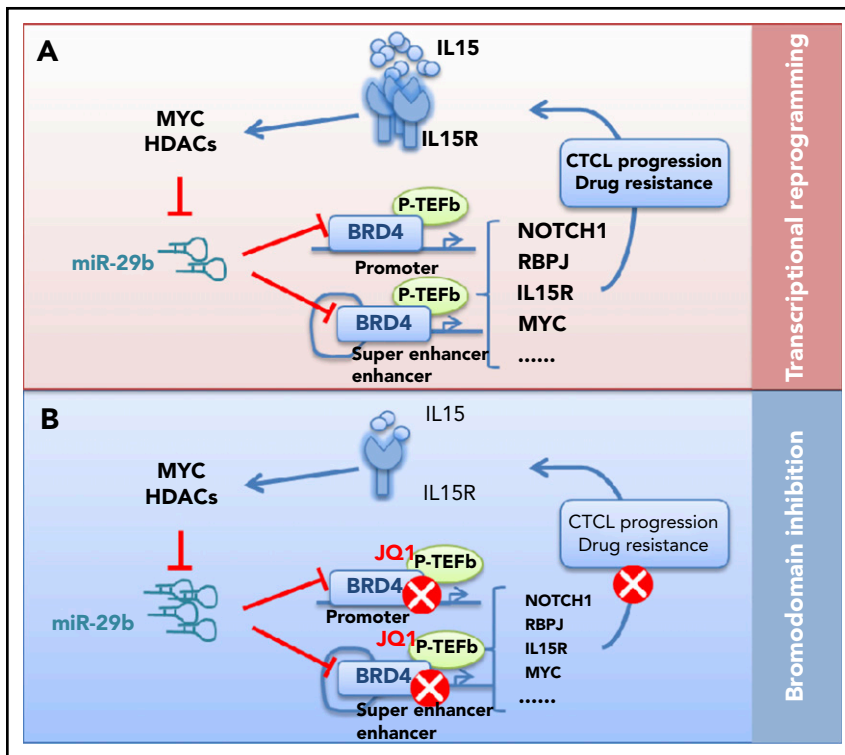 A
IL15
IL15R
MYC
HDACs
miR-29b
P-TEFb
BRD4
Promoter
P-TEFb
BRD4
Super enhancer
enhancer
NOTCH1
RBPJ
IL15R
MYC
......
CTCL progression
Drug resistance
Transcriptional reprogramming
B
IL15
IL15R
MYC
HDACs
miR-29b
JQ1
P-TEFb
BRD4
Promoter
JQ1
P-TEFb
BRD4
Super enhancer
enhancer
NOTCH1
RBPJ
IL15R
MYC
......
CTCL progression
Drug resistance
Bromodomain inhibition